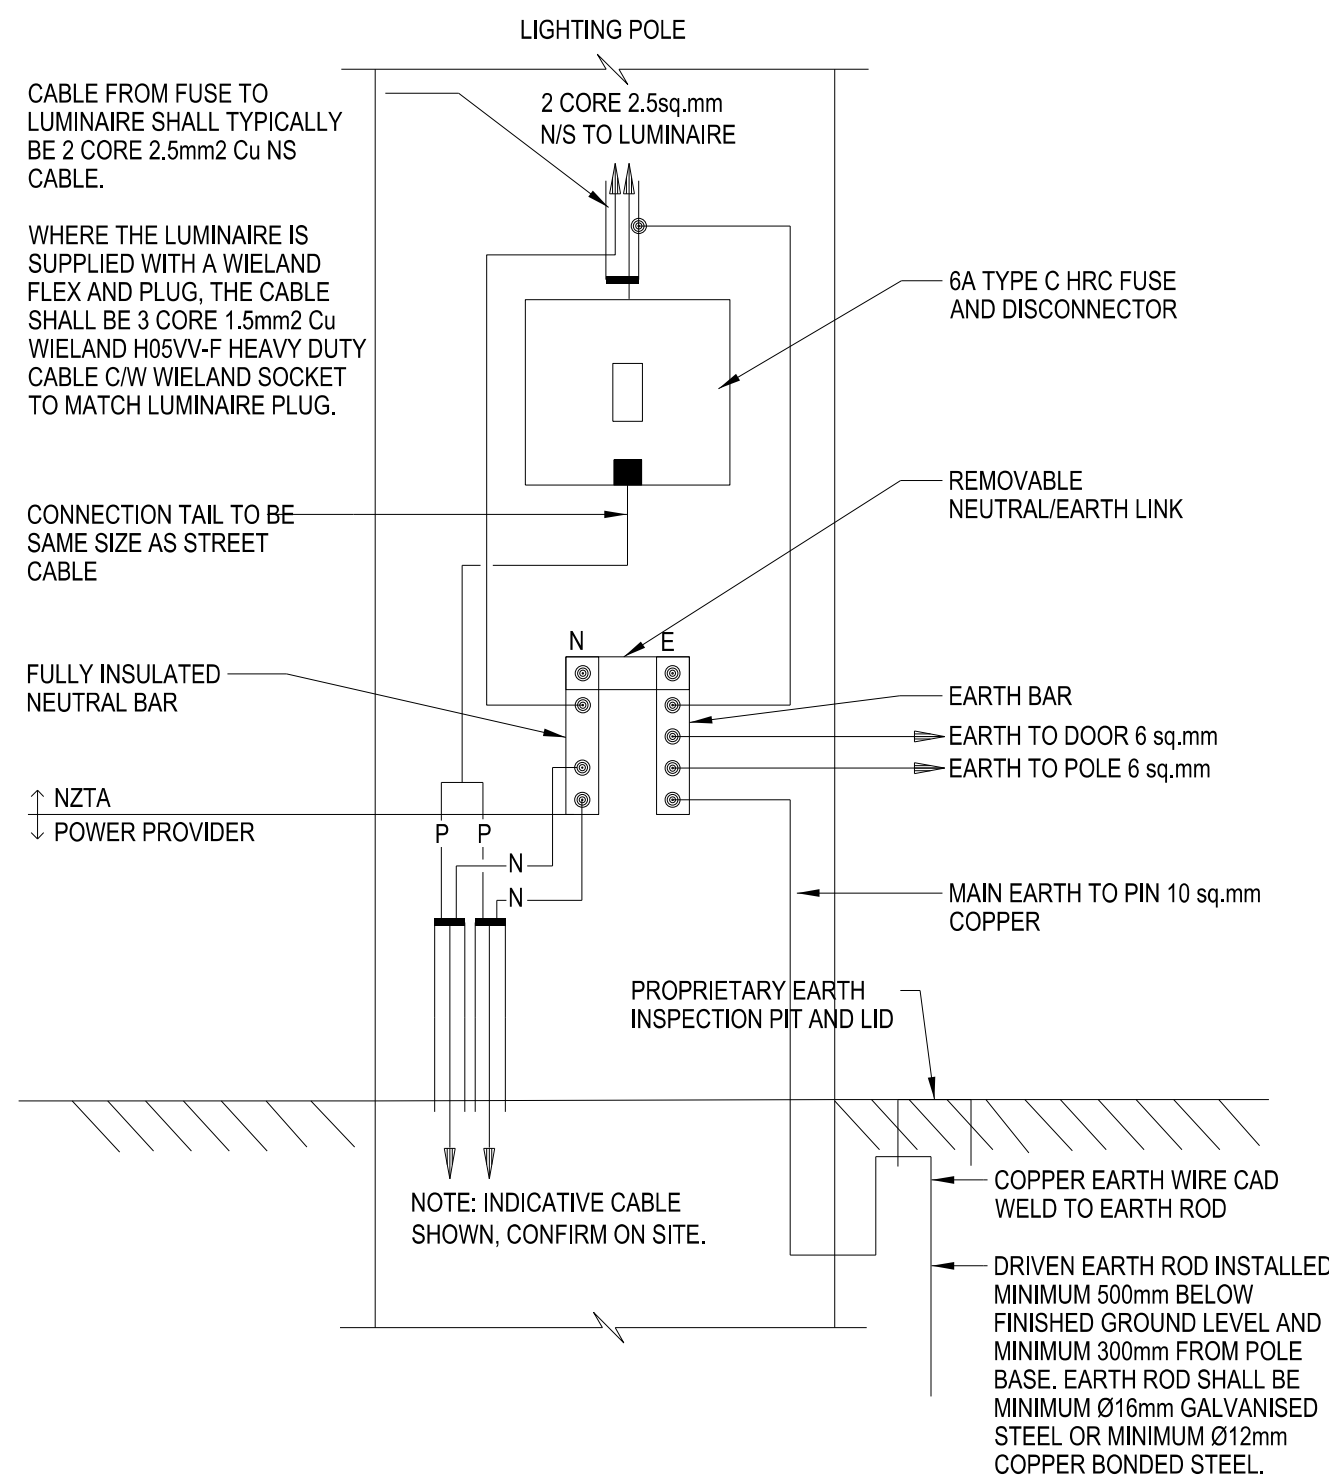 LIGHTING POLE
CABLE FROM FUSE TO
LUMINAIRE SHALL TYPICALLY
BE 2 CORE 2.5mm2 Cu NS
CABLE.
2 CORE 2.5sq.mm
N/S TO LUMINAIRE
WHERE THE LUMINAIRE IS
SUPPLIED WITH A WIELAND
FLEX AND PLUG, THE CABLE
SHALL BE 3 CORE 1.5mm2 Cu
WIELAND H05VV-F HEAVY DUTY
CABLE C/W WIELAND SOCKET
TO MATCH LUMINAIRE PLUG.
6A TYPE C HRC FUSE
AND DISCONNECTOR
REMOVABLE
NEUTRAL/EARTH LINK
CONNECTION TAIL TO BE
SAME SIZE AS STREET
CABLE
N
E
FULLY INSULATED
NEUTRAL BAR
EARTH BAR
EARTH TO DOOR 6 sq.mm
EARTH TO POLE 6 sq.mm
NZTA
POWER PROVIDER
P
P
N
N
MAIN EARTH TO PIN 10 sq.mm
COPPER
PROPRIETARY EARTH
INSPECTION PIT AND LID
NOTE: INDICATIVE CABLE
SHOWN, CONFIRM ON SITE.
COPPER EARTH WIRE CAD
WELD TO EARTH ROD
DRIVEN EARTH ROD INSTALLED
MINIMUM 500mm BELOW
FINISHED GROUND LEVEL AND
MINIMUM 300mm FROM POLE
BASE. EARTH ROD SHALL BE
MINIMUM Ø16mm GALVANISED
STEEL OR MINIMUM Ø12mm
COPPER BONDED STEEL.